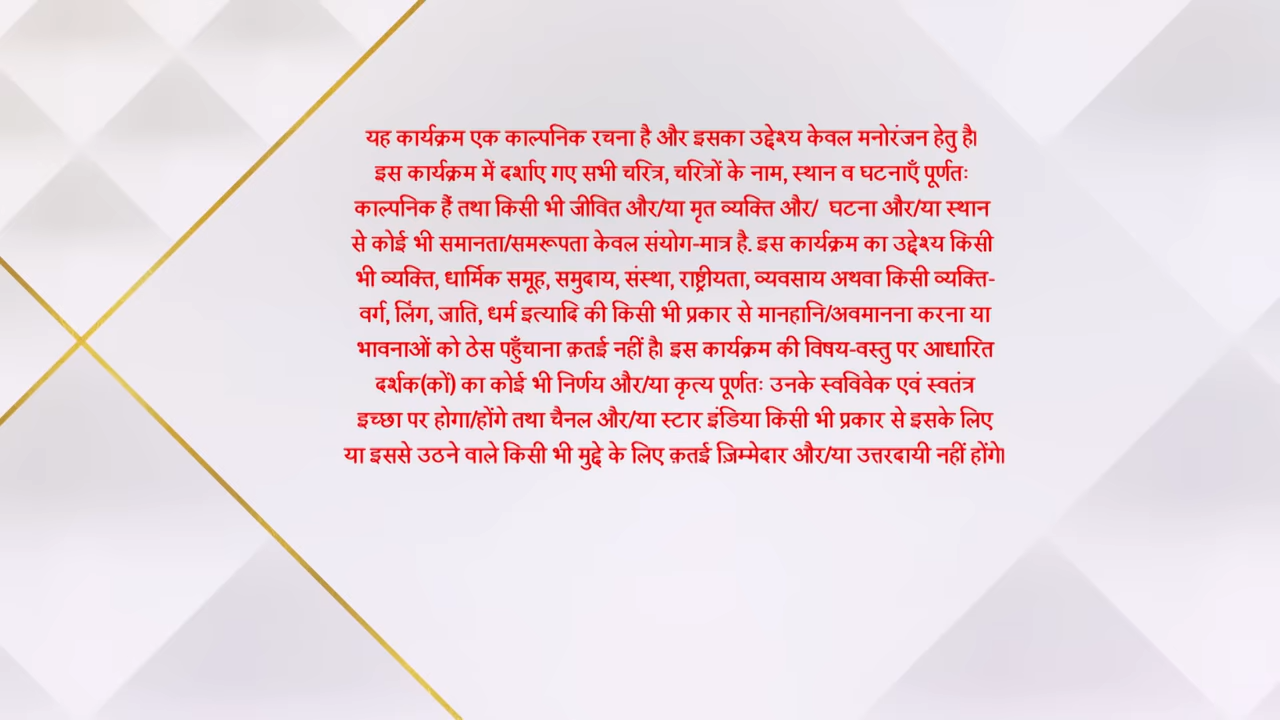 यह कार्यक्रम एक काल्पनिक रचना है और इसका उद्देश्य केवल मनोरंजन हेतु है।
इस कार्यक्रम में दर्शाए गए सभी चरित्र, चरित्रों के नाम, स्थान व घटनाएँ पूर्णतः
काल्पनिक हैं तथा किसी भी जीवित और/या मृत व्यक्ति और/ घटना और/या स्थान
से कोई भी समानता/समरूपता केवल संयोग-मात्र है. इस कार्यक्रम का उद्देश्य किसी
भी व्यक्ति, धार्मिक समूह, समुदाय, संस्था, राष्ट्रीयता, व्यवसाय अथवा किसी व्यक्ति-
वर्ग, लिंग, जाति, धर्म इत्यादि की किसी भी प्रकार से मानहानि/अवमानना करना या
भावनाओं को ठेस पहुँचाना क़तई नहीं है। इस कार्यक्रम की विषय-वस्तु पर आधारित
दर्शक(कों) का कोई भी निर्णय और/या कृत्य पूर्णतः उनके स्वविवेक एवं स्वतंत्र
इच्छा पर होगा/होंगे तथा चैनल और/या स्टार इंडिया किसी भी प्रकार से इसके लिए
या इससे उठने वाले किसी भी मुद्दे के लिए क़तई ज़िम्मेदार और/या उत्तरदायी नहीं होंगे।